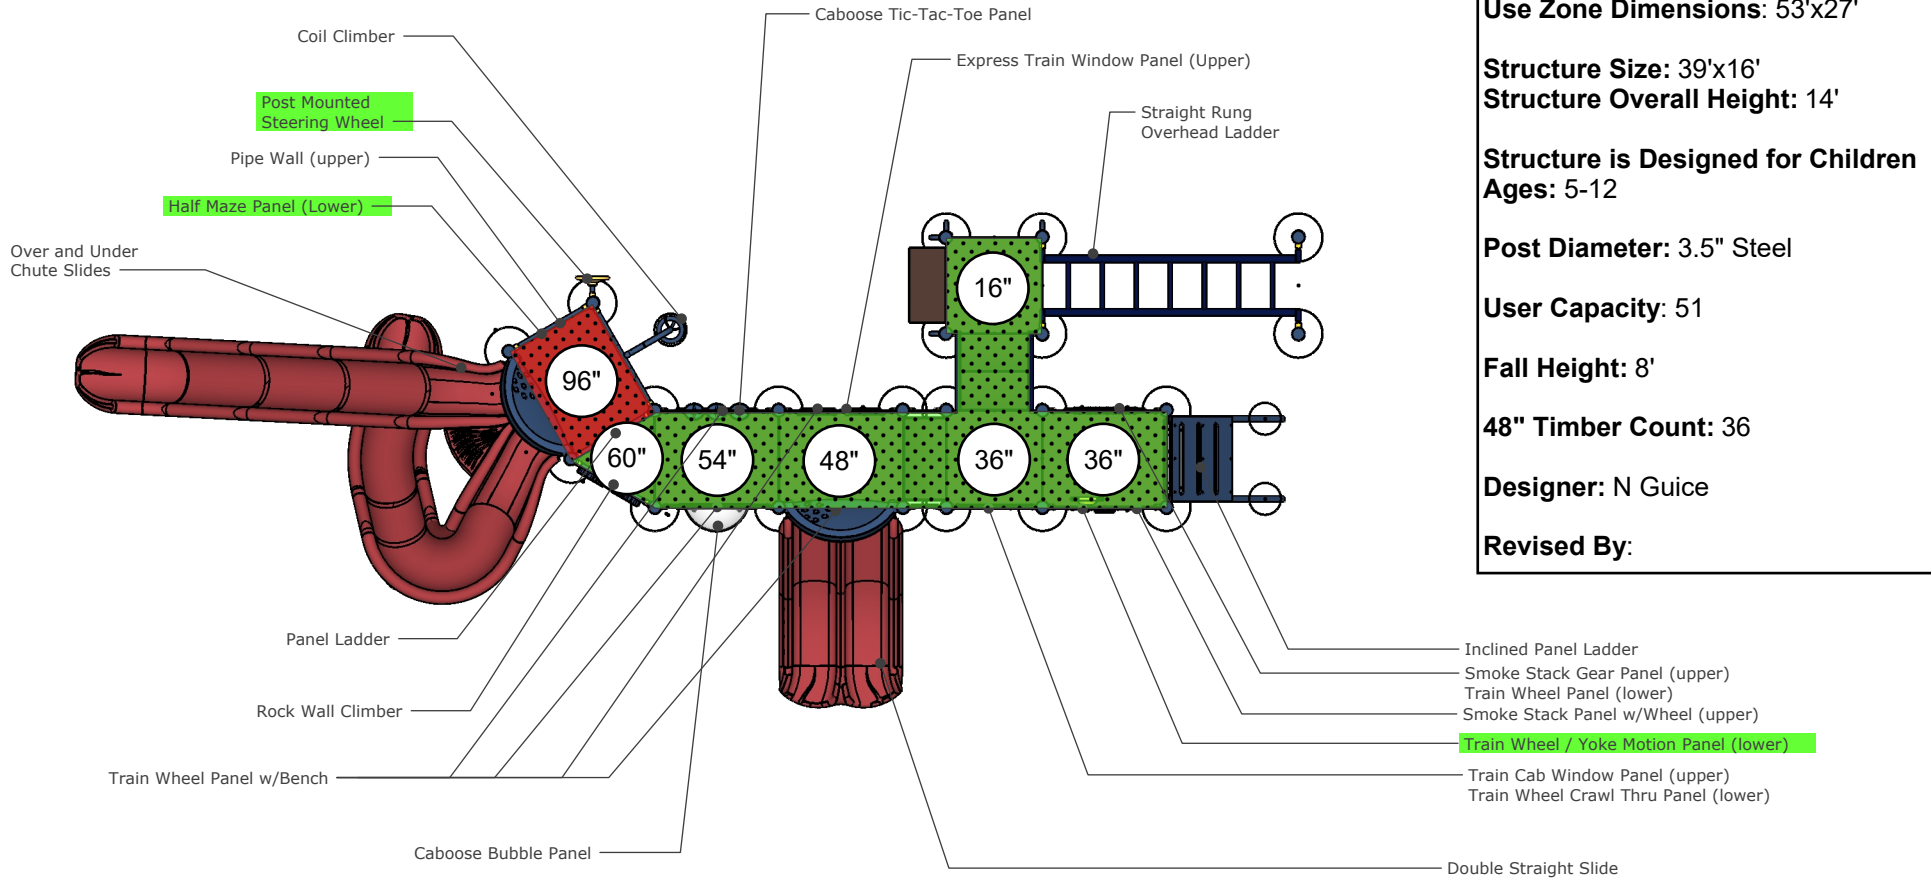 Caboose Tic-Tac-Toe Panel
Coil Climber
Express Train Window Panel (Upper)
Post Mounted
Steering Wheel
Straight Rung
Overhead Ladder
Pipe Wall (upper)
Half Maze Panel (Lower)
Over and Under
Chute Slides
16"
96"
60"
54"
48"
36"
36"
Panel Ladder
Rock Wall Climber
Train Wheel Panel w/Bench
Caboose Bubble Panel
Inclined Panel Ladder
Smoke Stack Gear Panel (upper)
Train Wheel Panel (lower)
Smoke Stack Panel w/Wheel (upper)
Train Wheel / Yoke Motion Panel (lower)
Train Cab Window Panel (upper)
Train Wheel Crawl Thru Panel (lower)
Double Straight Slide
Use Zone Dimensions: 53'x27'
Structure Size: 39'x16'
Structure Overall Height: 14'
Structure is Designed for Children
Ages: 5-12
Post Diameter: 3.5" Steel
User Capacity: 51
Fall Height: 8'
48" Timber Count: 36
Designer: N Guice
Revised By: